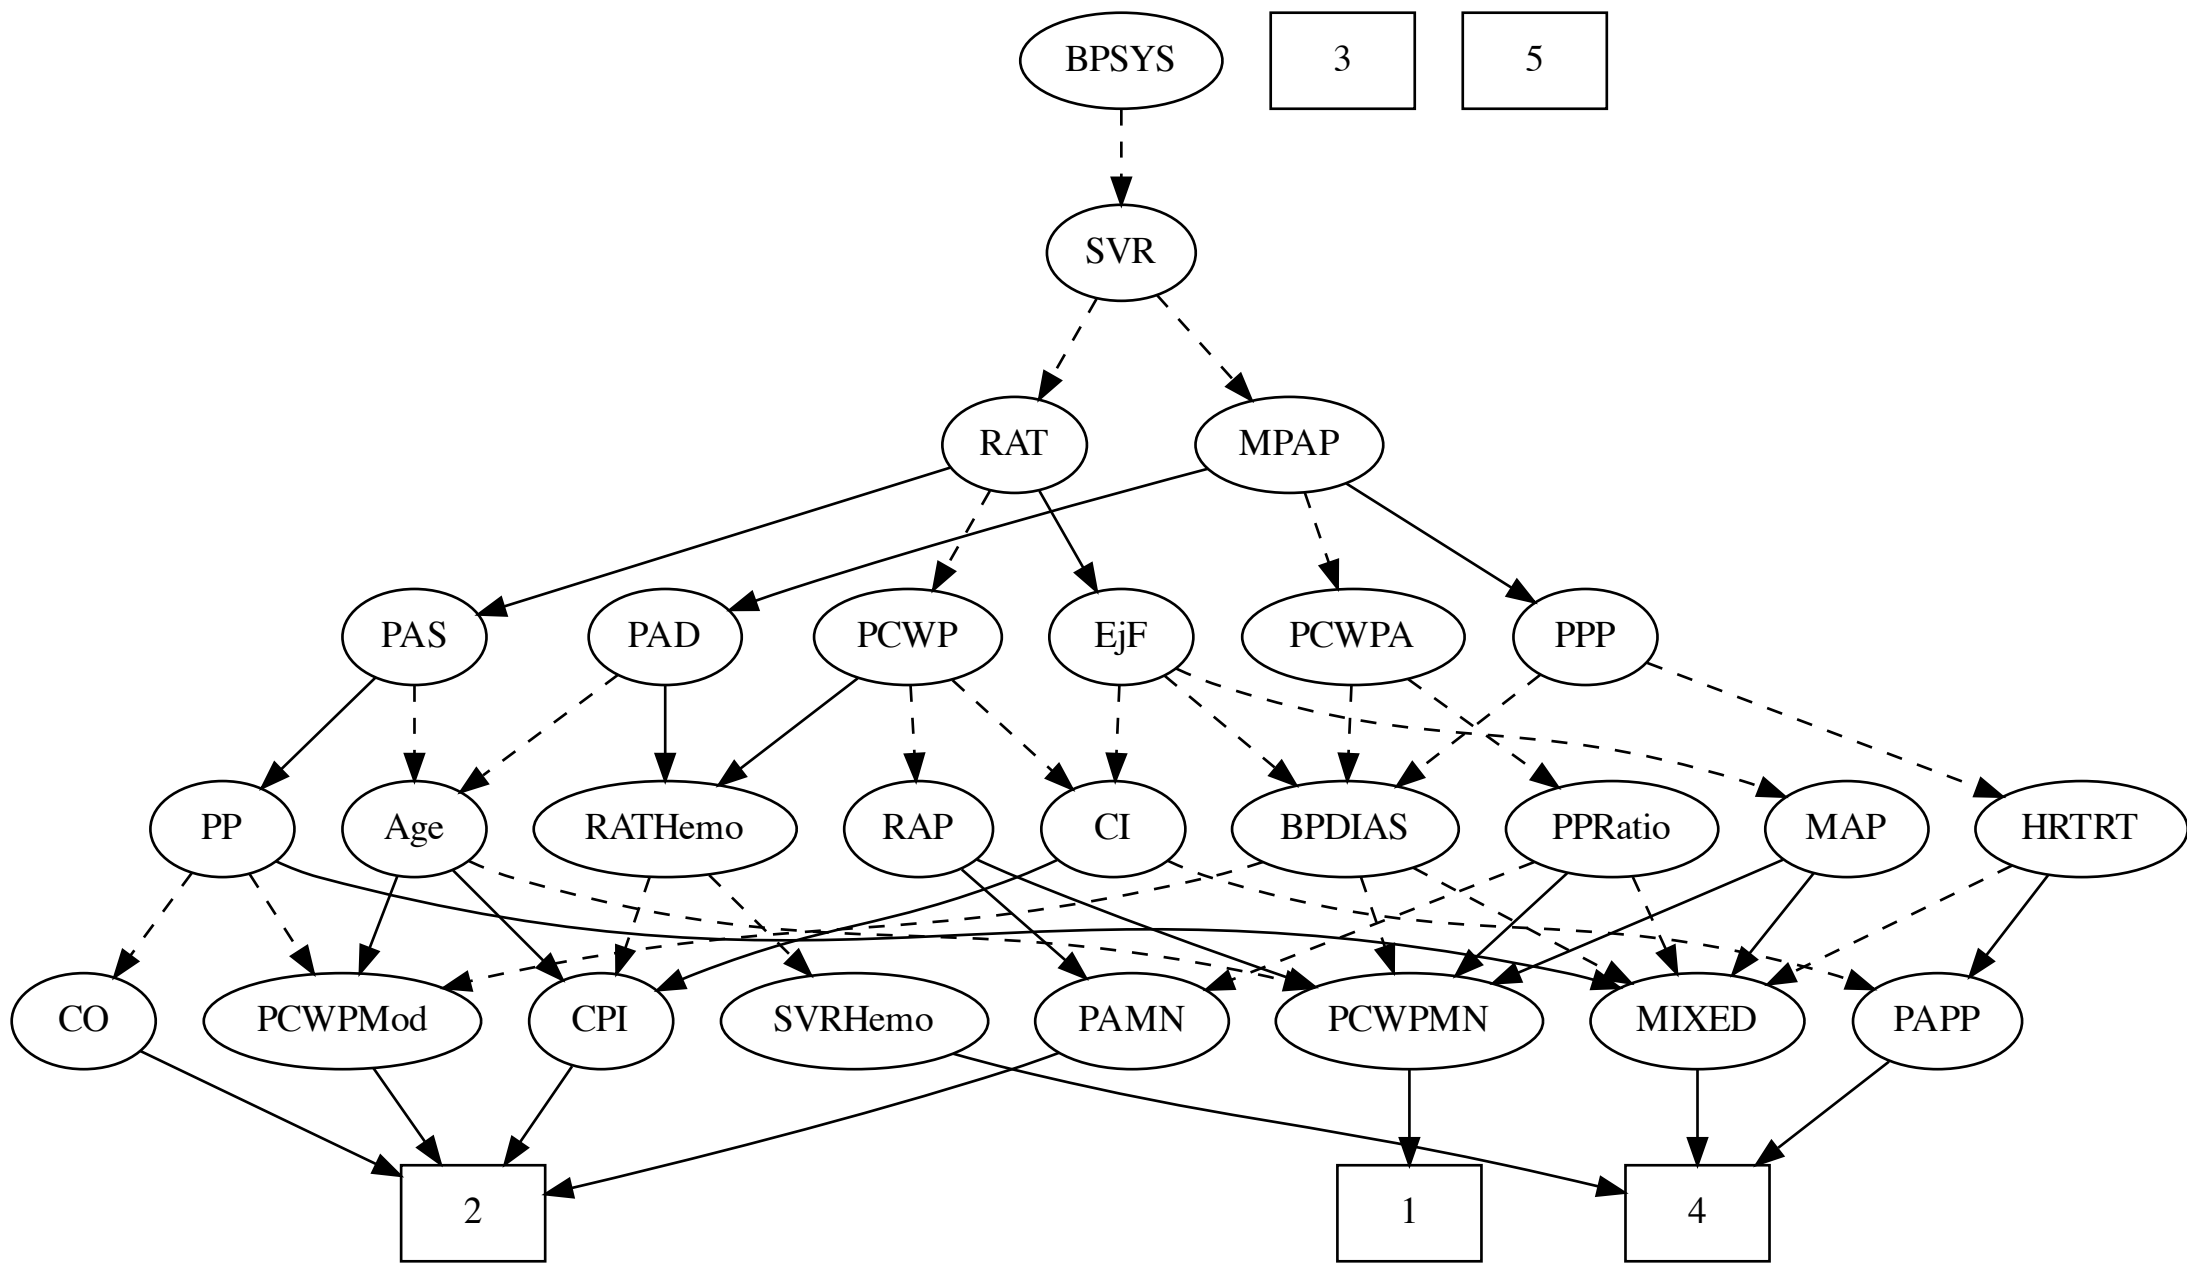 BPSYS
3
5
SVR
RAT
MPAP
PAS
PAD
PCWP
EjF
PCWPA
PPP
PP
Age
RATHemo
RAP
CI
BPDIAS
PPRatio
MAP
HRTRT
CO
PCWPMod
CPI
SVRHemo
PAMN
PCWPMN
MIXED
PAPP
2
1
4